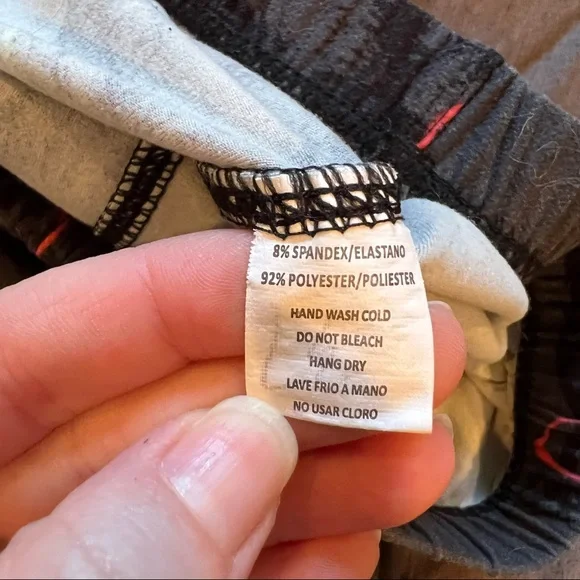 8% SPANDEX/ELASTANO
92% POLYESTER/POLIESTER
HAND WASH COLD
DO NOT BLEACH
HANG DRY
LAVE FRIO A MANO
NO USAR CLORO